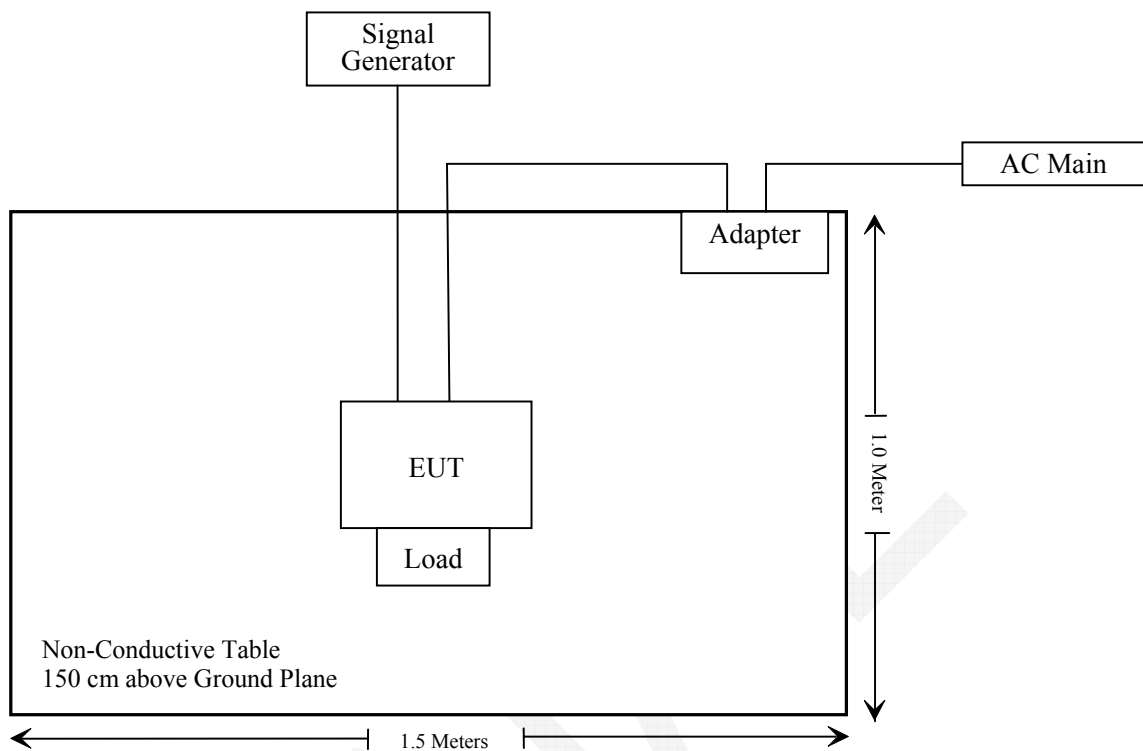 Signal
Generator
AC Main
Adapter
EUT
1.0 Meter
Load
Non-Conductive Table
150 cm above Ground Plane
1.5 Meters